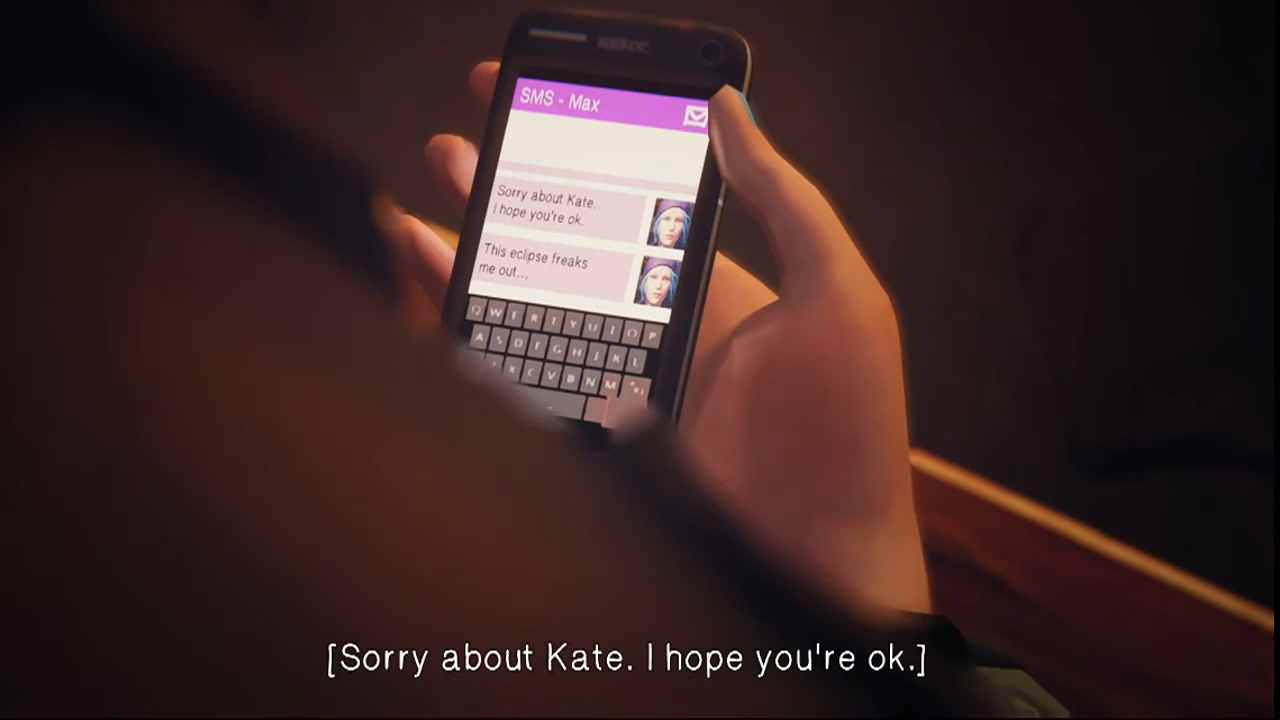 SMS - Max
Sorry about Kate.
I hope you're ok.
This eclipse freaks
me out...
Q W E R T Y U I O P
A S D F G H J K L
X C V B N M
[Sorry about Kate. I hope you're ok.]